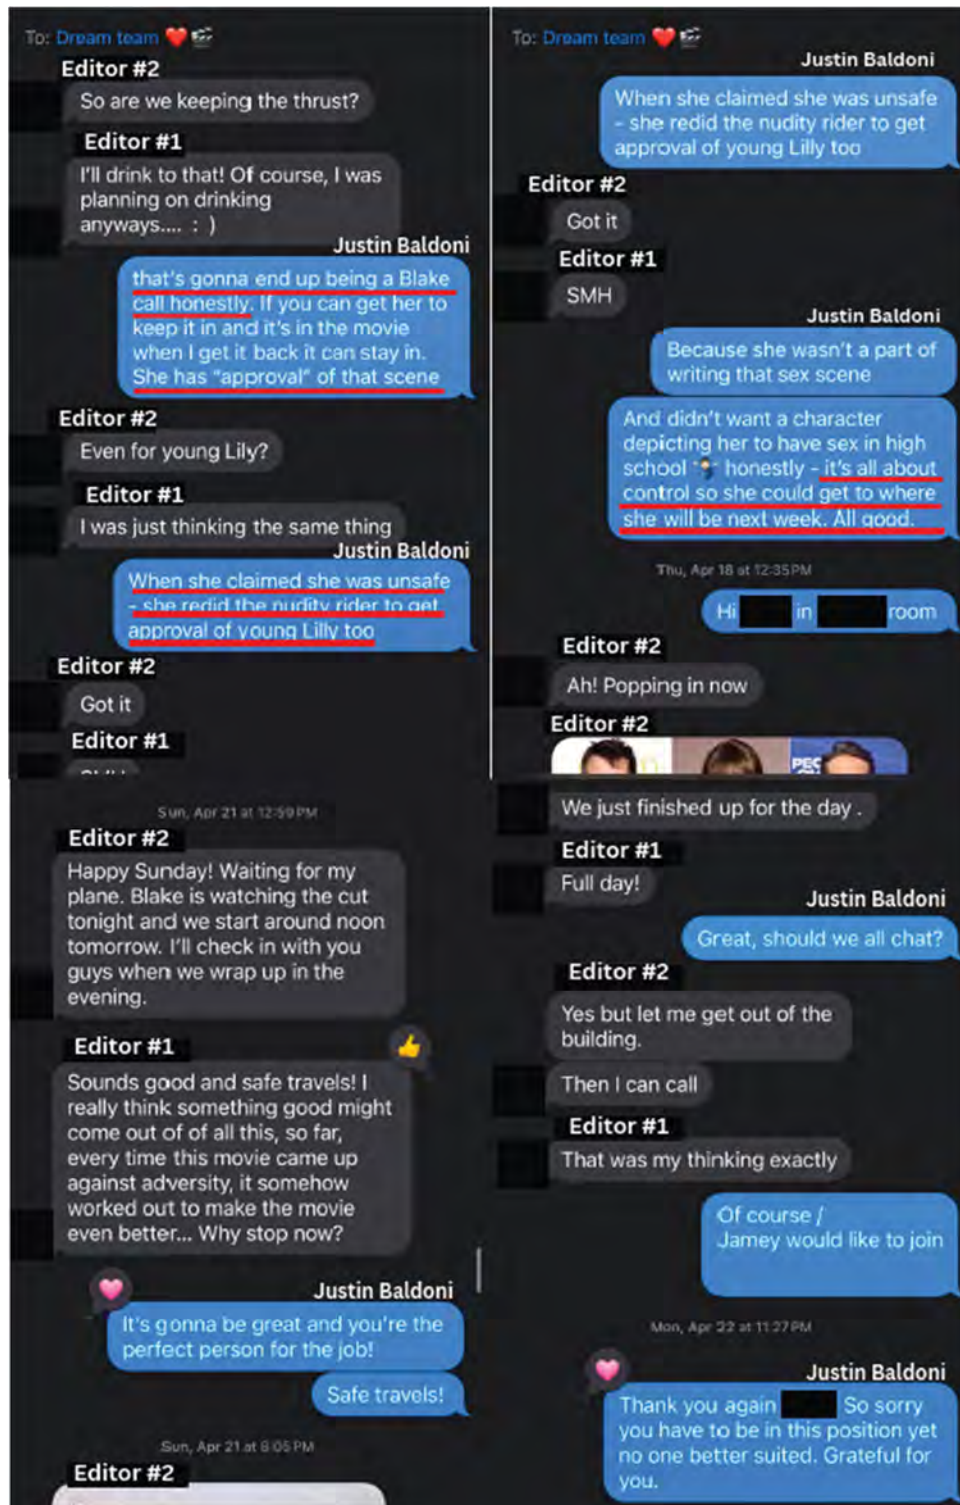 To: Dream team ❤️🎬
Editor #2
So are we keeping the thrust?
Editor #1
I'll drink to that! Of course, I was
planning on drinking
anyways.... : )
Justin Baldoni
that's gonna end up being a Blake
call honestly. If you can get her to
keep it in and it's in the movie
when I get it back it can stay in.
She has "approval" of that scene
Editor #2
Even for young Lily?
Editor #1
I was just thinking the same thing
Justin Baldoni
When she claimed she was unsafe
- she redid the nudity rider to get
approval of young Lilly too
Editor #2
Got it
Editor #1
To: Dream team ❤️🎬
Justin Baldoni
When she claimed she was unsafe
- she redid the nudity rider to get
approval of young Lilly too
Editor #2
Got it
Editor #1
SMH
Justin Baldoni
Because she wasn't a part of
writing that sex scene
And didn't want a character
depicting her to have sex in high
school honestly - it's all about
control so she could get to where
she will be next week. All good.
Thu, Apr 18 at 12:35 PM
Hi in room
Editor #2
Ah! Popping in now
Editor #2
Sun, Apr 21 at 12:59 PM
Editor #2
Happy Sunday! Waiting for my
plane. Blake is watching the cut
tonight and we start around noon
tomorrow. I'll check in with you
guys when we wrap up in the
evening.
Editor #1
Sounds good and safe travels! I
really think something good might
come out of of all this, so far,
every time this movie came up
against adversity, it somehow
worked out to make the movie
even better... Why stop now?
Justin Baldoni
It's gonna be great and you're the
perfect person for the job!
Safe travels!
Sun, Apr 21 at 6:05 PM
Editor #2
We just finished up for the day .
Editor #1
Full day!
Justin Baldoni
Great, should we all chat?
Editor #2
Yes but let me get out of the
building.
Then I can call
Editor #1
That was my thinking exactly
Of course /
Jamey would like to join
Mon, Apr 22 at 11:27 PM
Justin Baldoni
Thank you again So sorry
you have to be in this position yet
no one better suited. Grateful for
you.